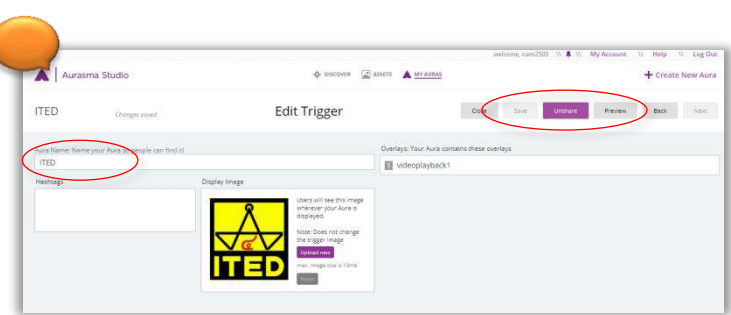 welcome, nwm2505 \\ \\ My Account \\ Help \\ Log Out
Aurasma Studio
DISCOVER ASSETS MY AURAS
+ Create New Aura
ITED
Changes saved
Edit Trigger
Close Save Unshare Preview Back Next
Aura Name: Name your Aura so people can find it!
ITED
Overlays: Your Aura contains these overlays
1 videoplayback1
Hashtags
Display Image
ITED
Users will see this image
wherever your Aura is
displayed.
Note: Does not change
the trigger image
Upload new
max. image size is 10mb
Reset